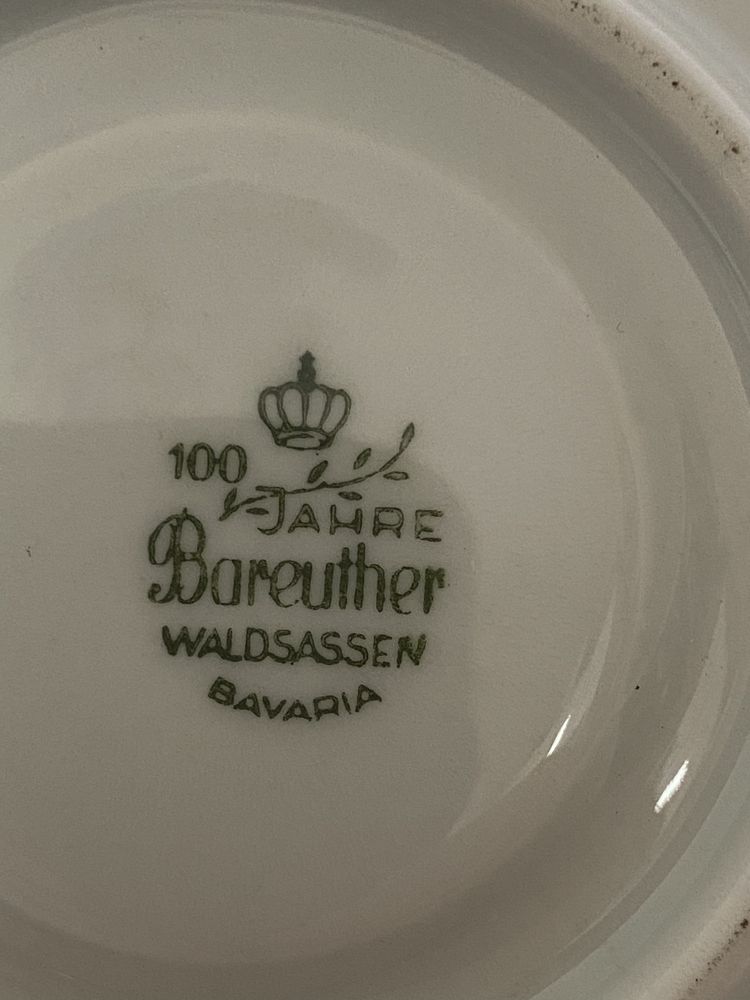 100
JAHRE
Bareuther
WALDSASSEN
BAVARIA